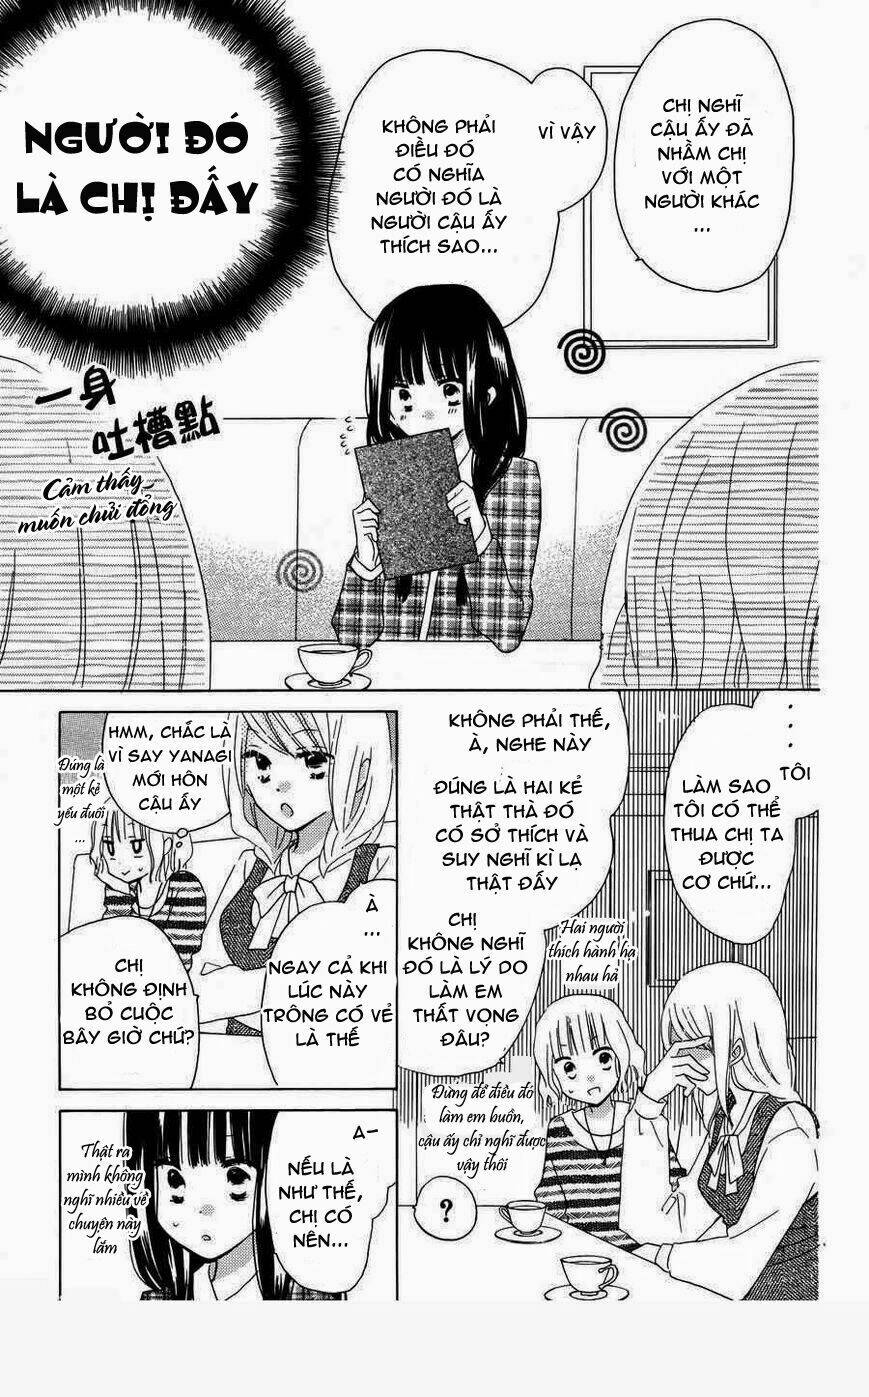 CHỊ NGHĨ
CẬU ẤY ĐÃ
NHẦM CHỊ
VỚI MỘT
NGƯỜI KHÁC
...
VÌ VẬY
KHÔNG PHẢI
ĐIỀU ĐÓ
CÓ NGHĨA
NGƯỜI ĐÓ LÀ
NGƯỜI CẬU ẤY
THÍCH SAO...
NGƯỜI ĐÓ
LÀ CHỊ ĐẤY
一身
吐槽點
Cảm thấy
muốn chửi đổng
...
TÔI
LÀM SAO
TÔI CÓ THỂ
THUA CHỊ TA
ĐƯỢC
CƠ CHỨ...
KHÔNG PHẢI THẾ,
À, NGHE NÀY
ĐÚNG LÀ HAI KẺ
THẬT THÀ ĐÓ
CÓ SỞ THÍCH VÀ
SUY NGHĨ KÌ LẠ
THẬT ĐẤY
Hai người
thích hành hạ
nhau hả
CHỊ
KHÔNG NGHĨ
ĐÓ LÀ LÝ DO
LÀM EM
THẤT VỌNG
ĐÂU?
Đừng để điều đó
làm em buồn,
cậu ấy chỉ nghĩ được
vậy thôi
?
HMM, CHẮC LÀ
VÌ SAY YANAGI
MỚI HÔN
CẬU ẤY
Đúng là
một kẻ
yếu đuối
...
À
...
NGAY CẢ KHI
LÚC NÀY
TRÔNG CÓ VẺ
LÀ THẾ
CHỊ
KHÔNG ĐỊNH
BỎ CUỘC
BÂY GIỜ CHỨ?
A-
NẾU LÀ
NHƯ THẾ,
CHỊ CÓ
NÊN...
Thật ra
mình không
nghĩ nhiều về
chuyện này
lắm